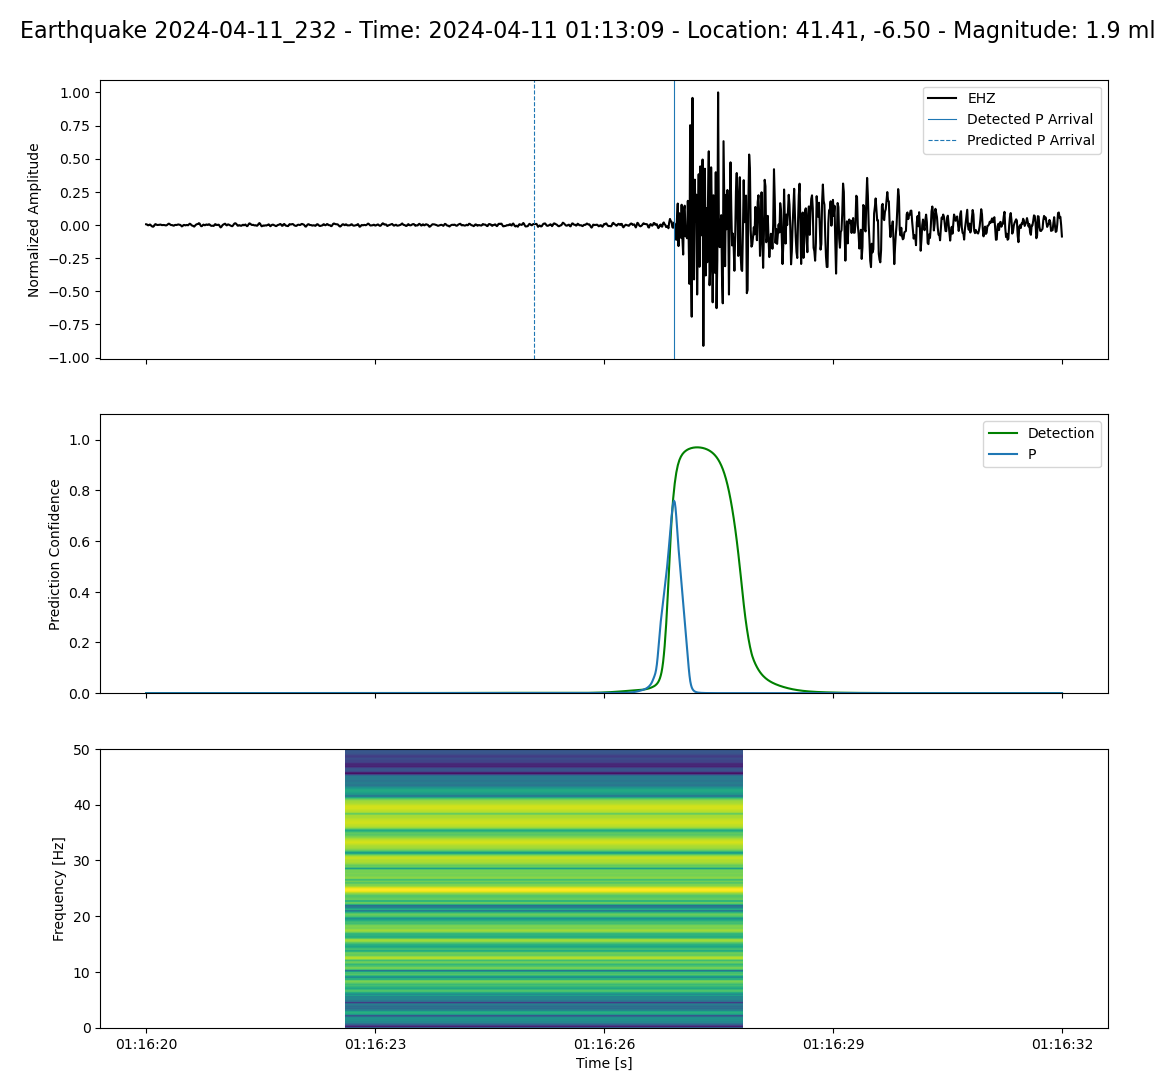 Earthquake 2024-04-11_232 - Time: 2024-04-11 01:13:09 - Location: 41.41, -6.50 - Magnitude: 1.9 ml
Normalized Amplitude
1.00
0.75
0.50
0.25
0.00
−0.25
−0.50
−0.75
−1.00
EHZ
Detected P Arrival
Predicted P Arrival
Prediction Confidence
1.0
0.8
0.6
0.4
0.2
0.0
Detection
P
Frequency [Hz]
50
40
30
20
10
0
01:16:20
01:16:23
01:16:26
01:16:29
01:16:32
Time [s]